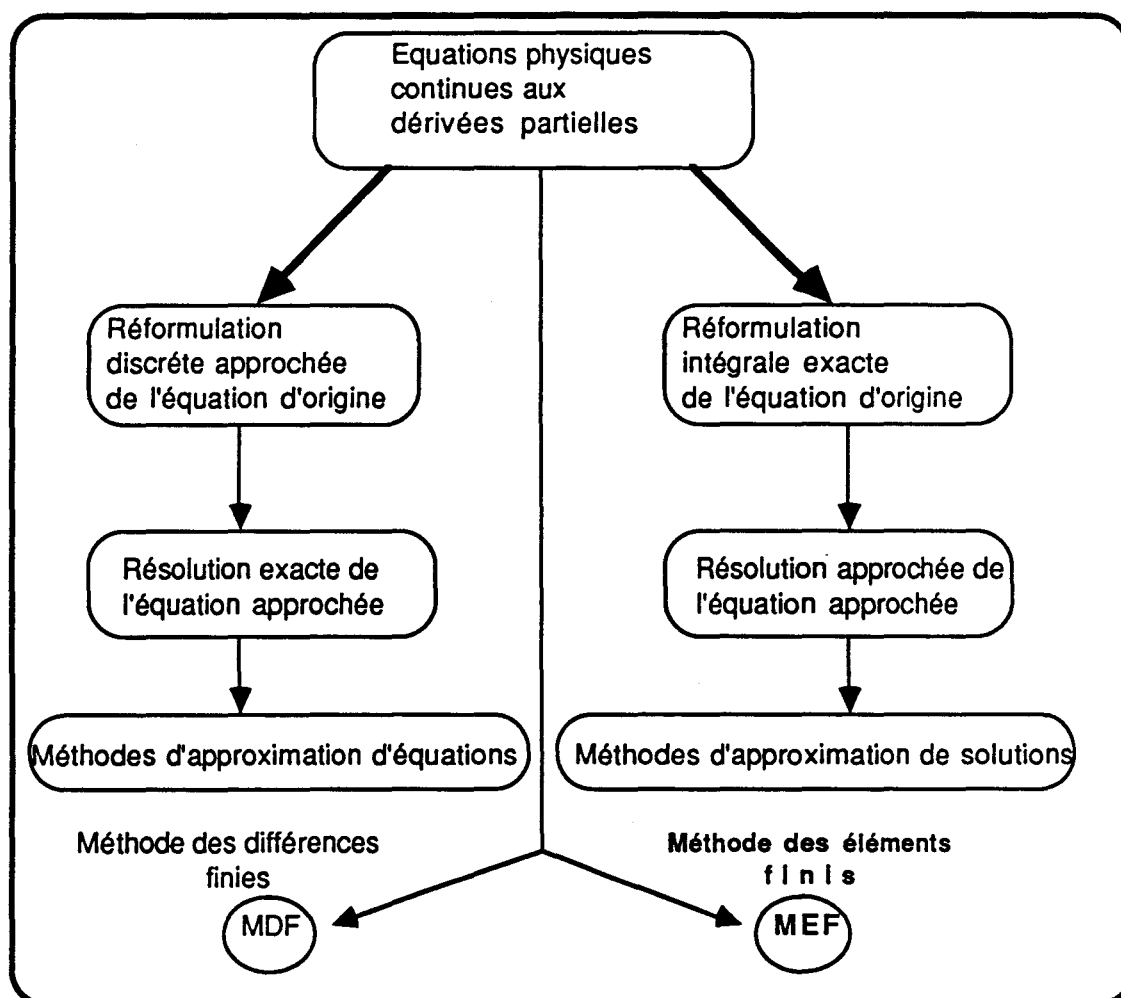 Equations physiques
continues aux
dérivées partielles
Réformulation
discréte approchée
de l'équation d'origine
Réformulation
intégrale exacte
de l'équation d'origine
Résolution exacte de
l'équation approchée
Résolution approchée de
l'équation approchée
Méthodes d'approximation d'équations
Méthodes d'approximation de solutions
Méthode des différences
finies
MDF
Méthode des éléments
finis
MEF